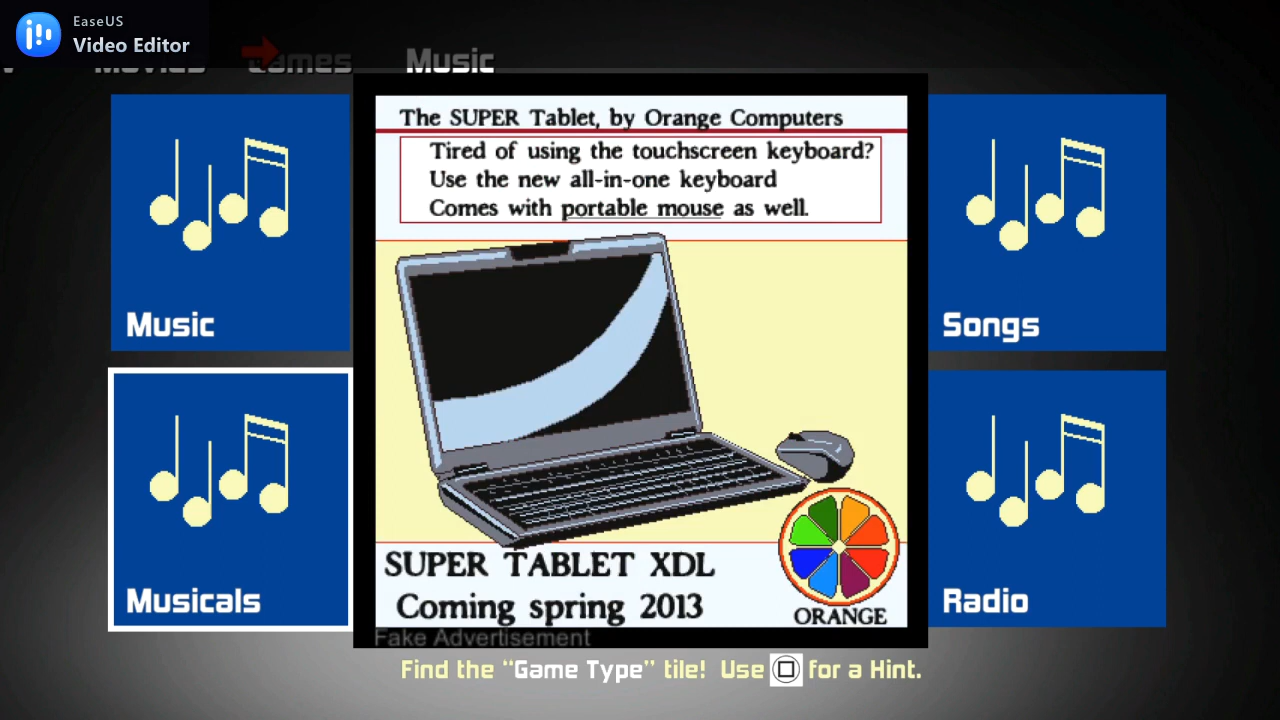 EaseUS
Video Editor
Movies Games Music
The SUPER Tablet, by Orange Computers
Tired of using the touchscreen keyboard?
Use the new all-in-one keyboard
Comes with portable mouse as well.
Music
Songs
Musicals
Radio
SUPER TABLET XDL
Coming spring 2013
ORANGE
Fake Advertisement
Find the "Game Type" tile! Use for a Hint.